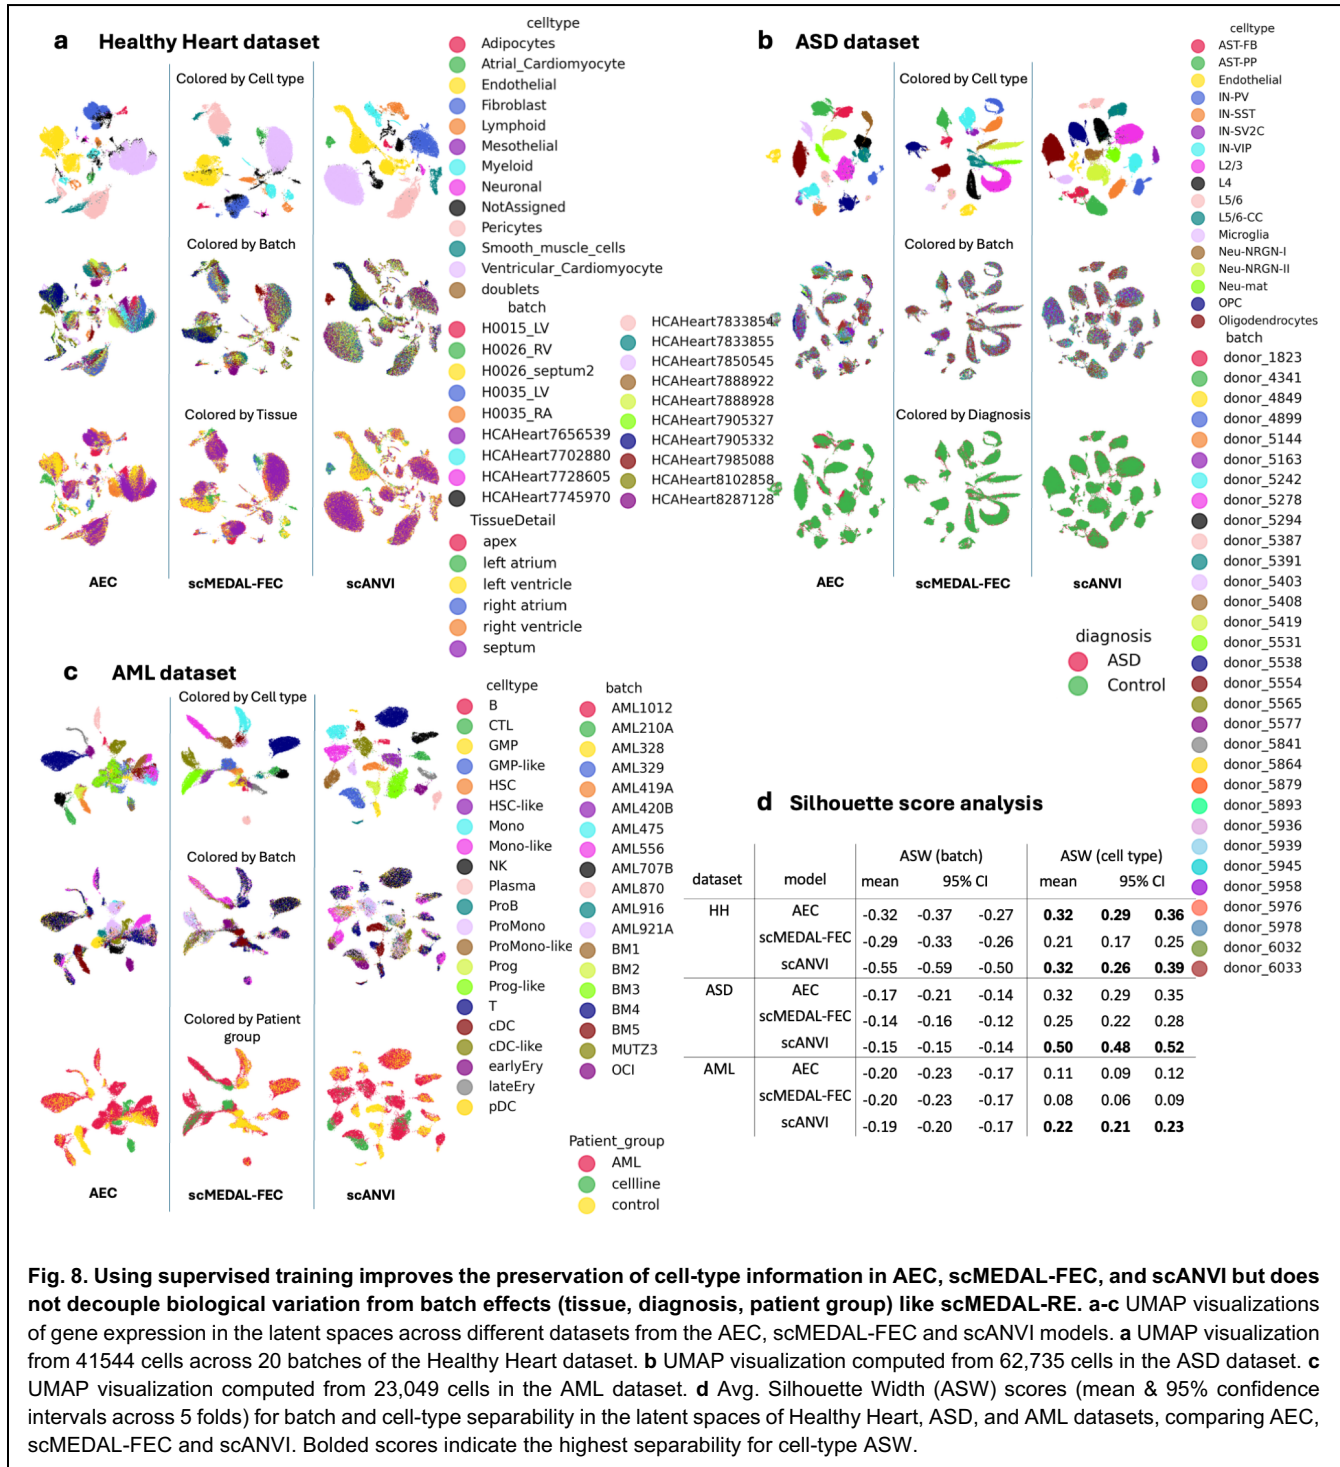 a Healthy Heart dataset
Colored by Cell type
Colored by Batch
Colored by Tissue
AEC
scMEDAL-FEC
scANVI
celltype
Adipocytes
Atrial_Cardiomyocyte
Endothelial
Fibroblast
Lymphoid
Mesothelial
Myeloid
Neuronal
NotAssigned
Pericytes
Smooth_muscle_cells
Ventricular_Cardiomyocyte
doublets
batch
H0015_LV
H0026_RV
H0026_septum2
H0035_LV
H0035_RA
HCAHeart7656539
HCAHeart7702880
HCAHeart7728605
HCAHeart7745970
HCAHeart7833854
HCAHeart7833855
HCAHeart7850545
HCAHeart7888922
HCAHeart7888928
HCAHeart7905327
HCAHeart7905332
HCAHeart7985088
HCAHeart8102858
HCAHeart8287128
TissueDetail
apex
left atrium
left ventricle
right atrium
right ventricle
septum
b ASD dataset
Colored by Cell type
Colored by Batch
Colored by Diagnosis
AEC
scMEDAL-FEC
scANVI
diagnosis
ASD
Control
celltype
AST-FB
AST-PP
Endothelial
IN-PV
IN-SST
IN-SV2C
IN-VIP
L2/3
L4
L5/6
L5/6-CC
Microglia
Neu-NRGN-I
Neu-NRGN-II
Neu-mat
OPC
Oligodendrocytes
batch
donor_1823
donor_4341
donor_4849
donor_4899
donor_5144
donor_5163
donor_5242
donor_5278
donor_5294
donor_5387
donor_5391
donor_5403
donor_5408
donor_5419
donor_5531
donor_5538
donor_5554
donor_5565
donor_5577
donor_5841
donor_5864
donor_5879
donor_5893
donor_5936
donor_5939
donor_5945
donor_5958
donor_5976
donor_5978
donor_6032
donor_6033
c AML dataset
Colored by Cell type
Colored by Batch
Colored by Patient
group
AEC
scMEDAL-FEC
scANVI
celltype
B
CTL
GMP
GMP-like
HSC
HSC-like
Mono
Mono-like
NK
Plasma
ProB
ProMono
ProMono-like
Prog
Prog-like
T
cDC
cDC-like
earlyEry
lateEry
pDC
batch
AML1012
AML210A
AML328
AML329
AML419A
AML420B
AML475
AML556
AML707B
AML870
AML916
AML921A
BM1
BM2
BM3
BM4
BM5
MUTZ3
OCI
Patient_group
AML
cellline
control
d Silhouette score analysis
ASW (batch) ASW (cell type)
dataset model mean 95% CI mean 95% CI
HH AEC -0.32 -0.37 -0.27 0.32 0.29 0.36
scMEDAL-FEC -0.29 -0.33 -0.26 0.21 0.17 0.25
scANVI -0.55 -0.59 -0.50 0.32 0.26 0.39
ASD AEC -0.17 -0.21 -0.14 0.32 0.29 0.35
scMEDAL-FEC -0.14 -0.16 -0.12 0.25 0.22 0.28
scANVI -0.15 -0.15 -0.14 0.50 0.48 0.52
AML AEC -0.20 -0.23 -0.17 0.11 0.09 0.12
scMEDAL-FEC -0.20 -0.23 -0.17 0.08 0.06 0.09
scANVI -0.19 -0.20 -0.17 0.22 0.21 0.23
Fig. 8. Using supervised training improves the preservation of cell-type information in AEC, scMEDAL-FEC, and scANVI but does
not decouple biological variation from batch effects (tissue, diagnosis, patient group) like scMEDAL-RE. a-c UMAP visualizations
of gene expression in the latent spaces across different datasets from the AEC, scMEDAL-FEC and scANVI models. a UMAP visualization
from 41544 cells across 20 batches of the Healthy Heart dataset. b UMAP visualization computed from 62,735 cells in the ASD dataset. c
UMAP visualization computed from 23,049 cells in the AML dataset. d Avg. Silhouette Width (ASW) scores (mean & 95% confidence
intervals across 5 folds) for batch and cell-type separability in the latent spaces of Healthy Heart, ASD, and AML datasets, comparing AEC,
scMEDAL-FEC and scANVI. Bolded scores indicate the highest separability for cell-type ASW.